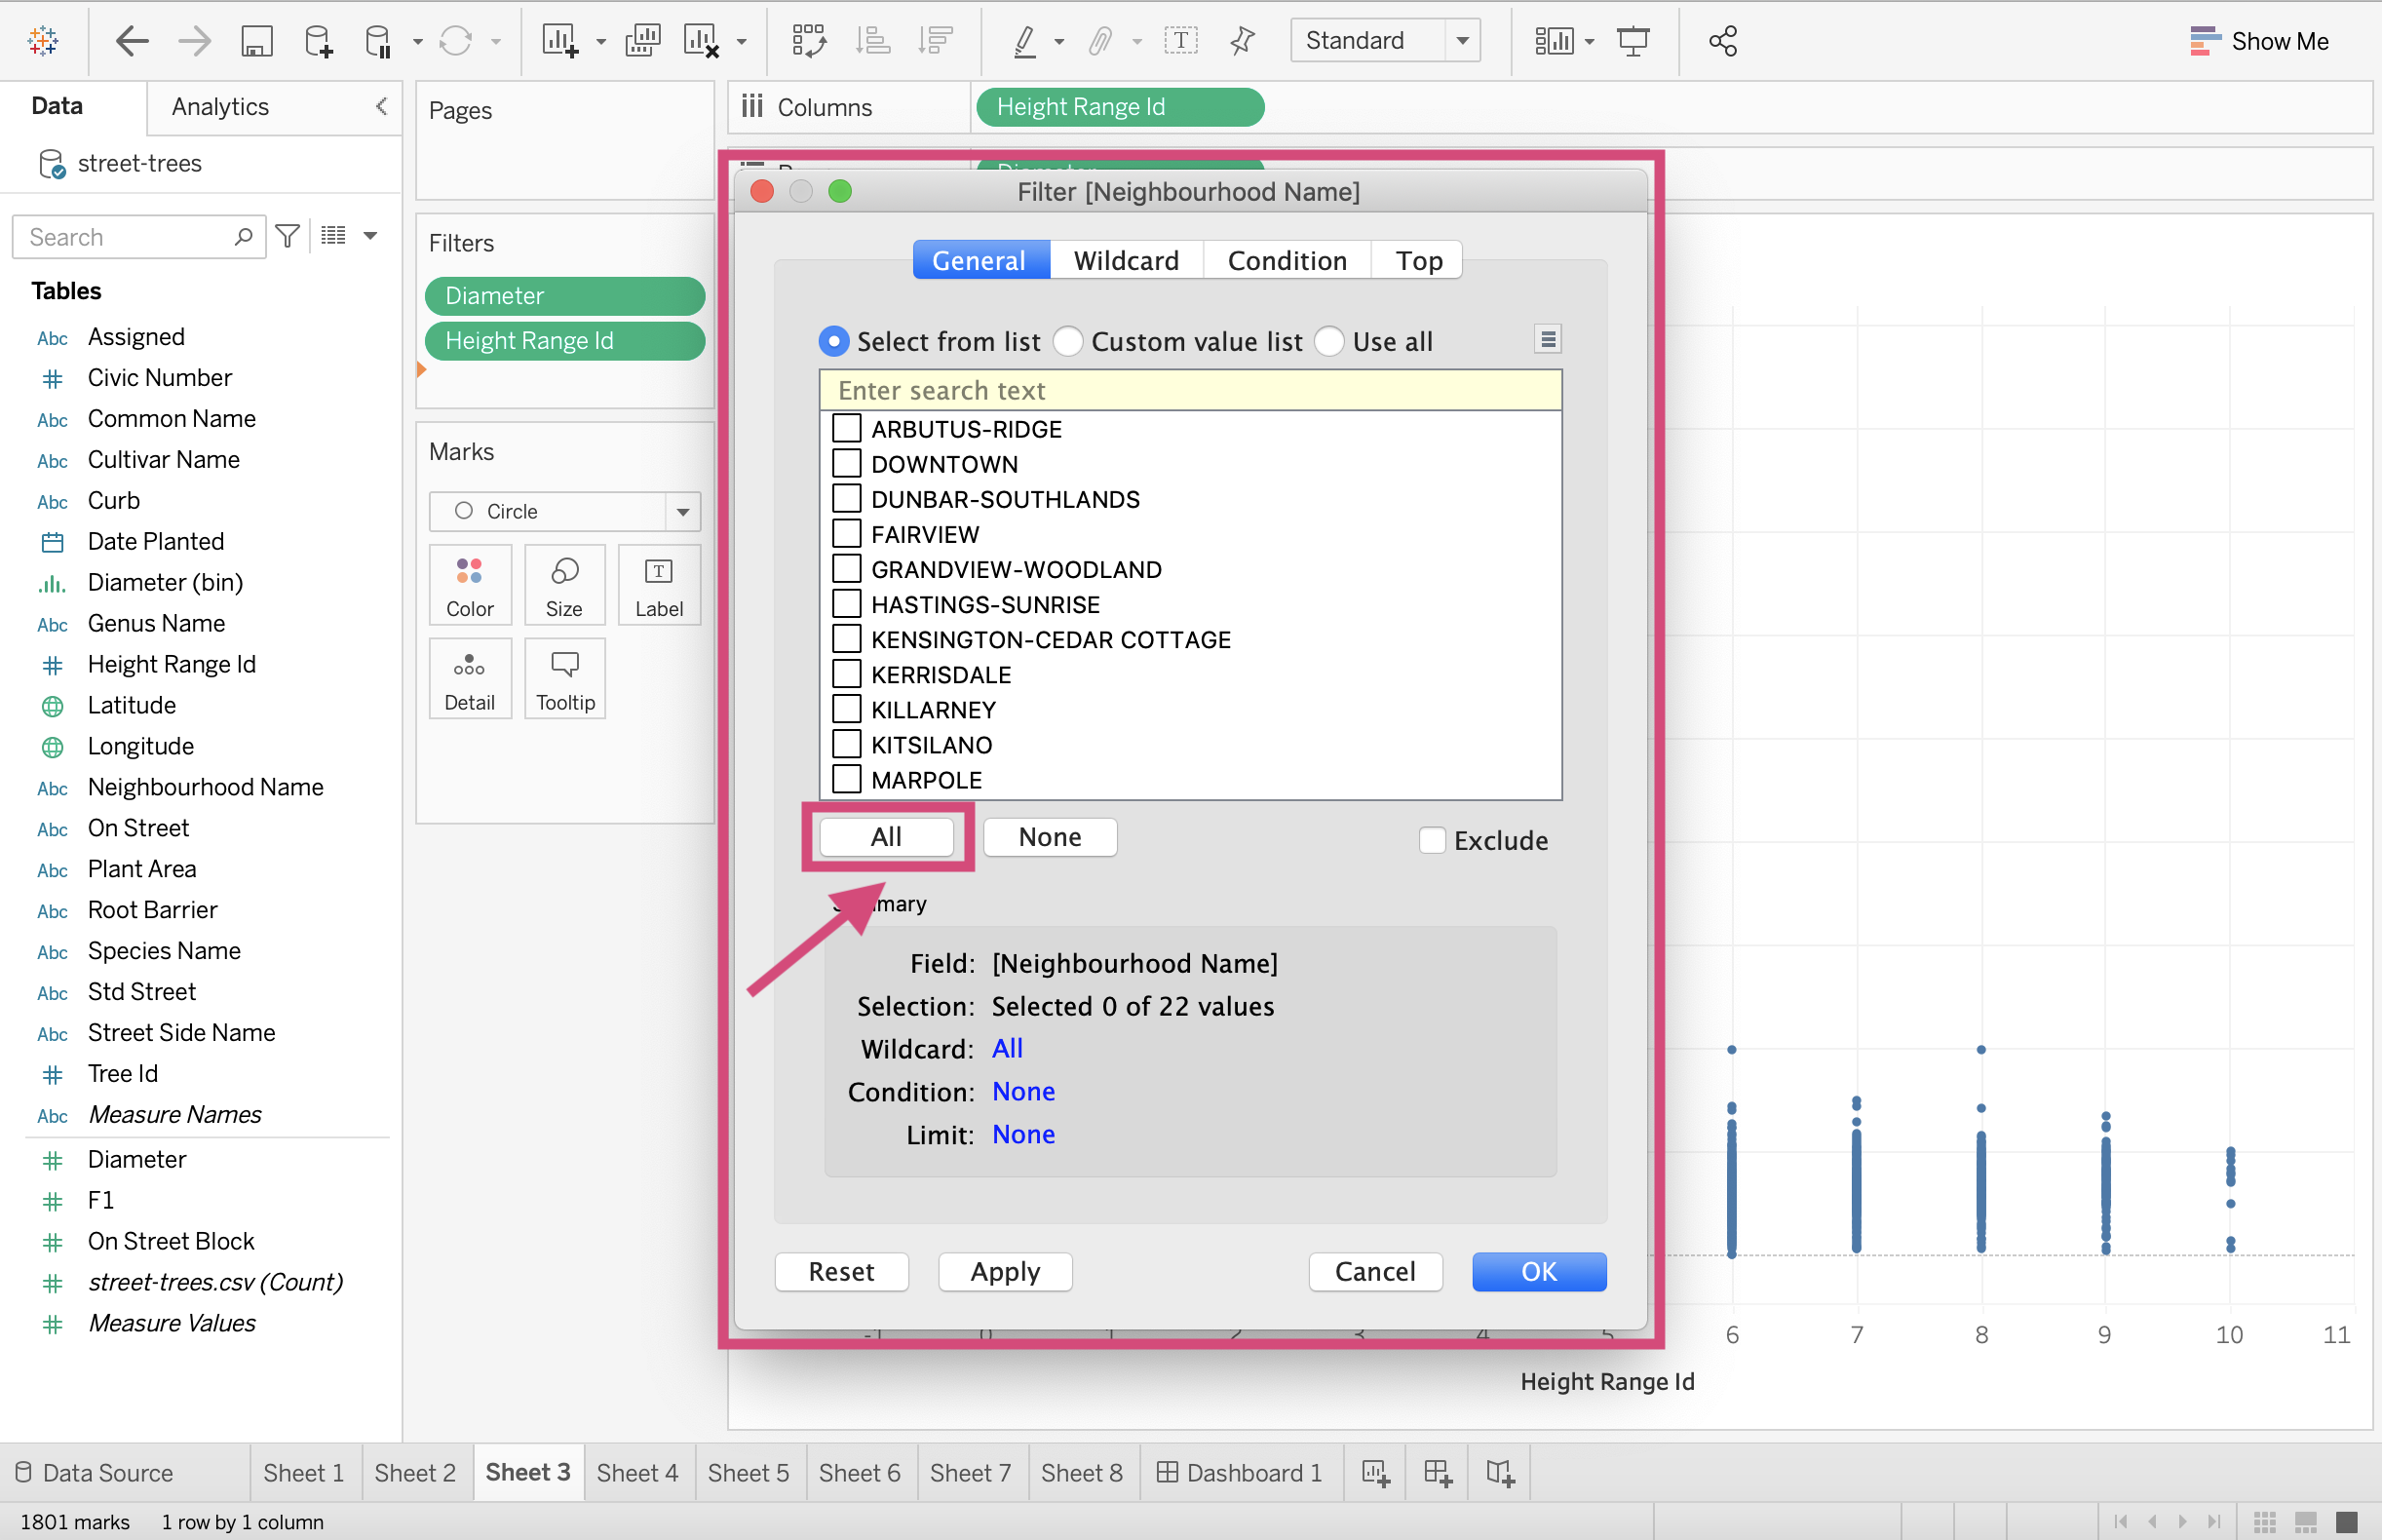 Standard
Show Me
Data
Analytics
street-trees
Search
Tables
Abc Assigned
Civic Number
Abc Common Name
Abc Cultivar Name
Abc Curb
Date Planted
Diameter (bin)
Abc Genus Name
Height Range Id
Latitude
Longitude
Abc Neighbourhood Name
Abc On Street
Abc Plant Area
Abc Root Barrier
Abc Species Name
Abc Std Street
Abc Street Side Name
Tree Id
Abc Measure Names
Diameter
F1
On Street Block
street-trees.csv (Count)
Measure Values
Pages
Filters
Diameter
Height Range Id
Marks
Circle
Color Size Label
Detail Tooltip
Columns Height Range Id
Filter [Neighbourhood Name]
General Wildcard Condition Top
Select from list Custom value list Use all
Enter search text
ARBUTUS-RIDGE
DOWNTOWN
DUNBAR-SOUTHLANDS
FAIRVIEW
GRANDVIEW-WOODLAND
HASTINGS-SUNRISE
KENSINGTON-CEDAR COTTAGE
KERRISDALE
KILLARNEY
KITSILANO
MARPOLE
All None Exclude
Field: [Neighbourhood Name]
Selection: Selected 0 of 22 values
Wildcard: All
Condition: None
Limit: None
Reset Apply Cancel OK
6 7 8 9 10 11
Height Range Id
Data Source Sheet 1 Sheet 2 Sheet 3 Sheet 4 Sheet 5 Sheet 6 Sheet 7 Sheet 8 Dashboard 1
1801 marks 1 row by 1 column